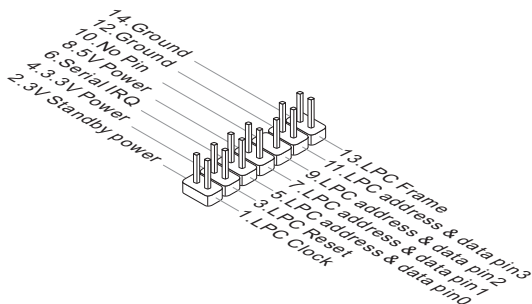 14.Ground
12.Ground
10.No Pin
8.5V Power
6.Serial IRQ
4.3.3V Power
2.3V Standby power
13.LPC Frame
11.LPC address & data pin3
9.LPC address & data pin2
7.LPC address & data pin1
5.LPC address & data pin0
3.LPC Reset
1.LPC Clock